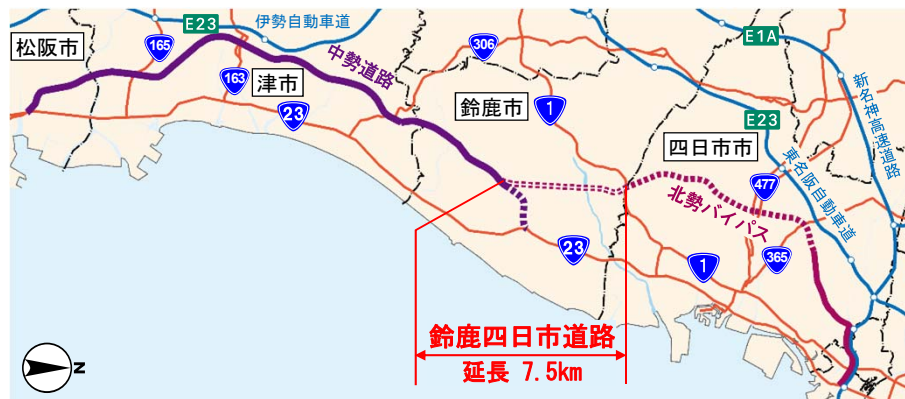 伊勢自動車道
E23
E1A
松阪市
165
306
中勢道路
163
津市
23
鈴鹿市
1
E23
新名神高速道路
四日市市
477
東名阪自動車道
北勢バイパス
23
1
365
鈴鹿四日市道路
延長 7.5km
N